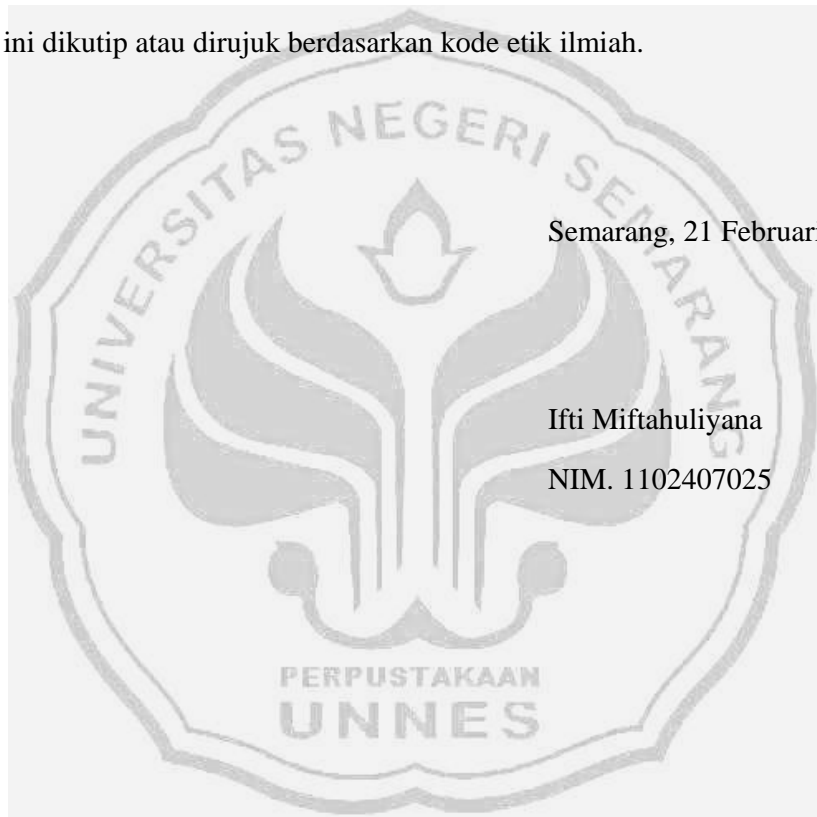 ini dikutip atau dirujuk berdasarkan kode etik ilmiah.
UNIVERSITAS NEGERI SEMARANG
Semarang, 21 Februari
Ifti Miftahuliyana
NIM. 1102407025
PERPUSTAKAAN
UNNES